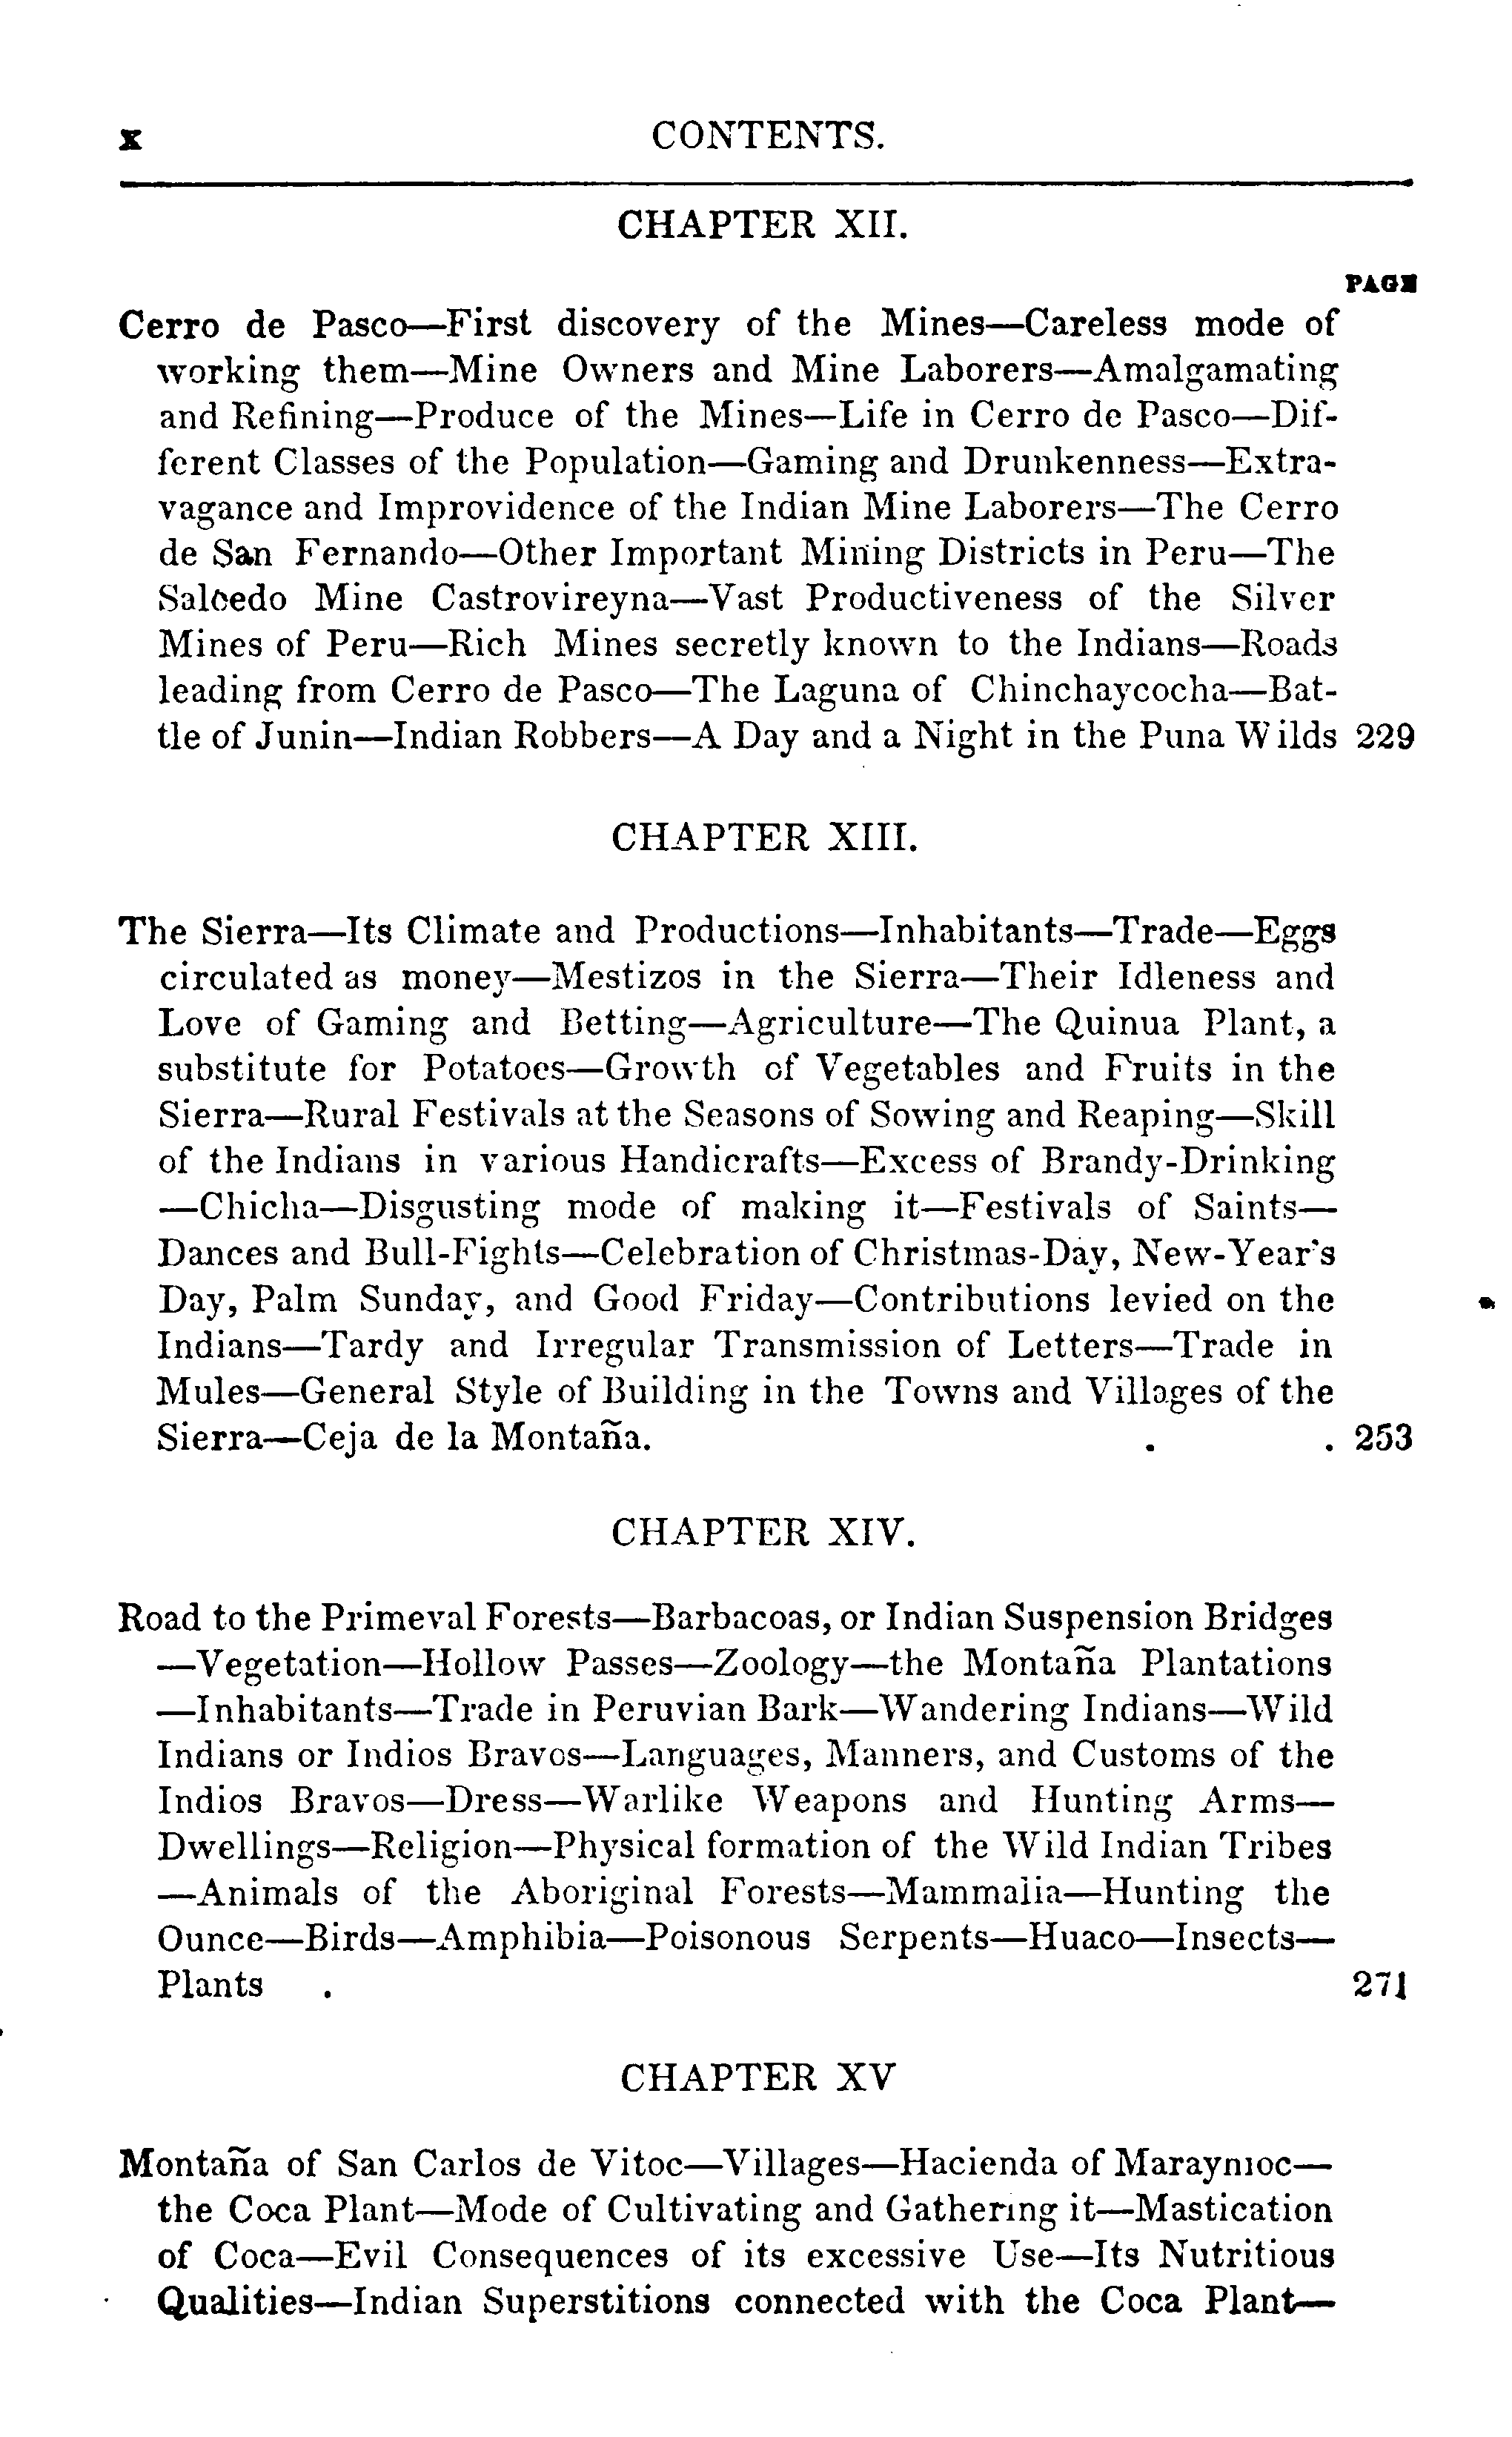 x CONTENTS.
CHAPTER XII.
PAGE
Cerro de Pasco—First discovery of the Mines—Careless mode of
working them—Mine Owners and Mine Laborers—Amalgamating
and Refining—Produce of the Mines—Life in Cerro de Pasco—Dif-
ferent Classes of the Population—Gaming and Drunkenness—Extra-
vagance and Improvidence of the Indian Mine Laborers—The Cerro
de San Fernando—Other Important Mining Districts in Peru—The
Salcedo Mine Castrovireyna—Vast Productiveness of the Silver
Mines of Peru—Rich Mines secretly known to the Indians—Roads
leading from Cerro de Pasco—The Laguna of Chinchaycocha—Bat-
tle of Junin—Indian Robbers—A Day and a Night in the Puna Wilds 229
CHAPTER XIII.
The Sierra—Its Climate and Productions—Inhabitants—Trade—Eggs
circulated as money—Mestizos in the Sierra—Their Idleness and
Love of Gaming and Betting—Agriculture—The Quinua Plant, a
substitute for Potatoes—Growth of Vegetables and Fruits in the
Sierra—Rural Festivals at the Seasons of Sowing and Reaping—Skill
of the Indians in various Handicrafts—Excess of Brandy-Drinking
—Chicha—Disgusting mode of making it—Festivals of Saints—
Dances and Bull-Fights—Celebration of Christmas-Day, New-Year's
Day, Palm Sunday, and Good Friday—Contributions levied on the
Indians—Tardy and Irregular Transmission of Letters—Trade in
Mules—General Style of Building in the Towns and Villages of the
Sierra—Ceja de la Montaña. . . 253
CHAPTER XIV.
Road to the Primeval Forests—Barbacoas, or Indian Suspension Bridges
—Vegetation—Hollow Passes—Zoology—the Montaña Plantations
—Inhabitants—Trade in Peruvian Bark—Wandering Indians—Wild
Indians or Indios Bravos—Languages, Manners, and Customs of the
Indios Bravos—Dress—Warlike Weapons and Hunting Arms—
Dwellings—Religion—Physical formation of the Wild Indian Tribes
—Animals of the Aboriginal Forests—Mammalia—Hunting the
Ounce—Birds—Amphibia—Poisonous Serpents—Huaco—Insects—
Plants . 271
CHAPTER XV
Montaña of San Carlos de Vitoc—Villages—Hacienda of Maraynioc—
the Coca Plant—Mode of Cultivating and Gathering it—Mastication
of Coca—Evil Consequences of its excessive Use—Its Nutritious
Qualities—Indian Superstitions connected with the Coca Plant—